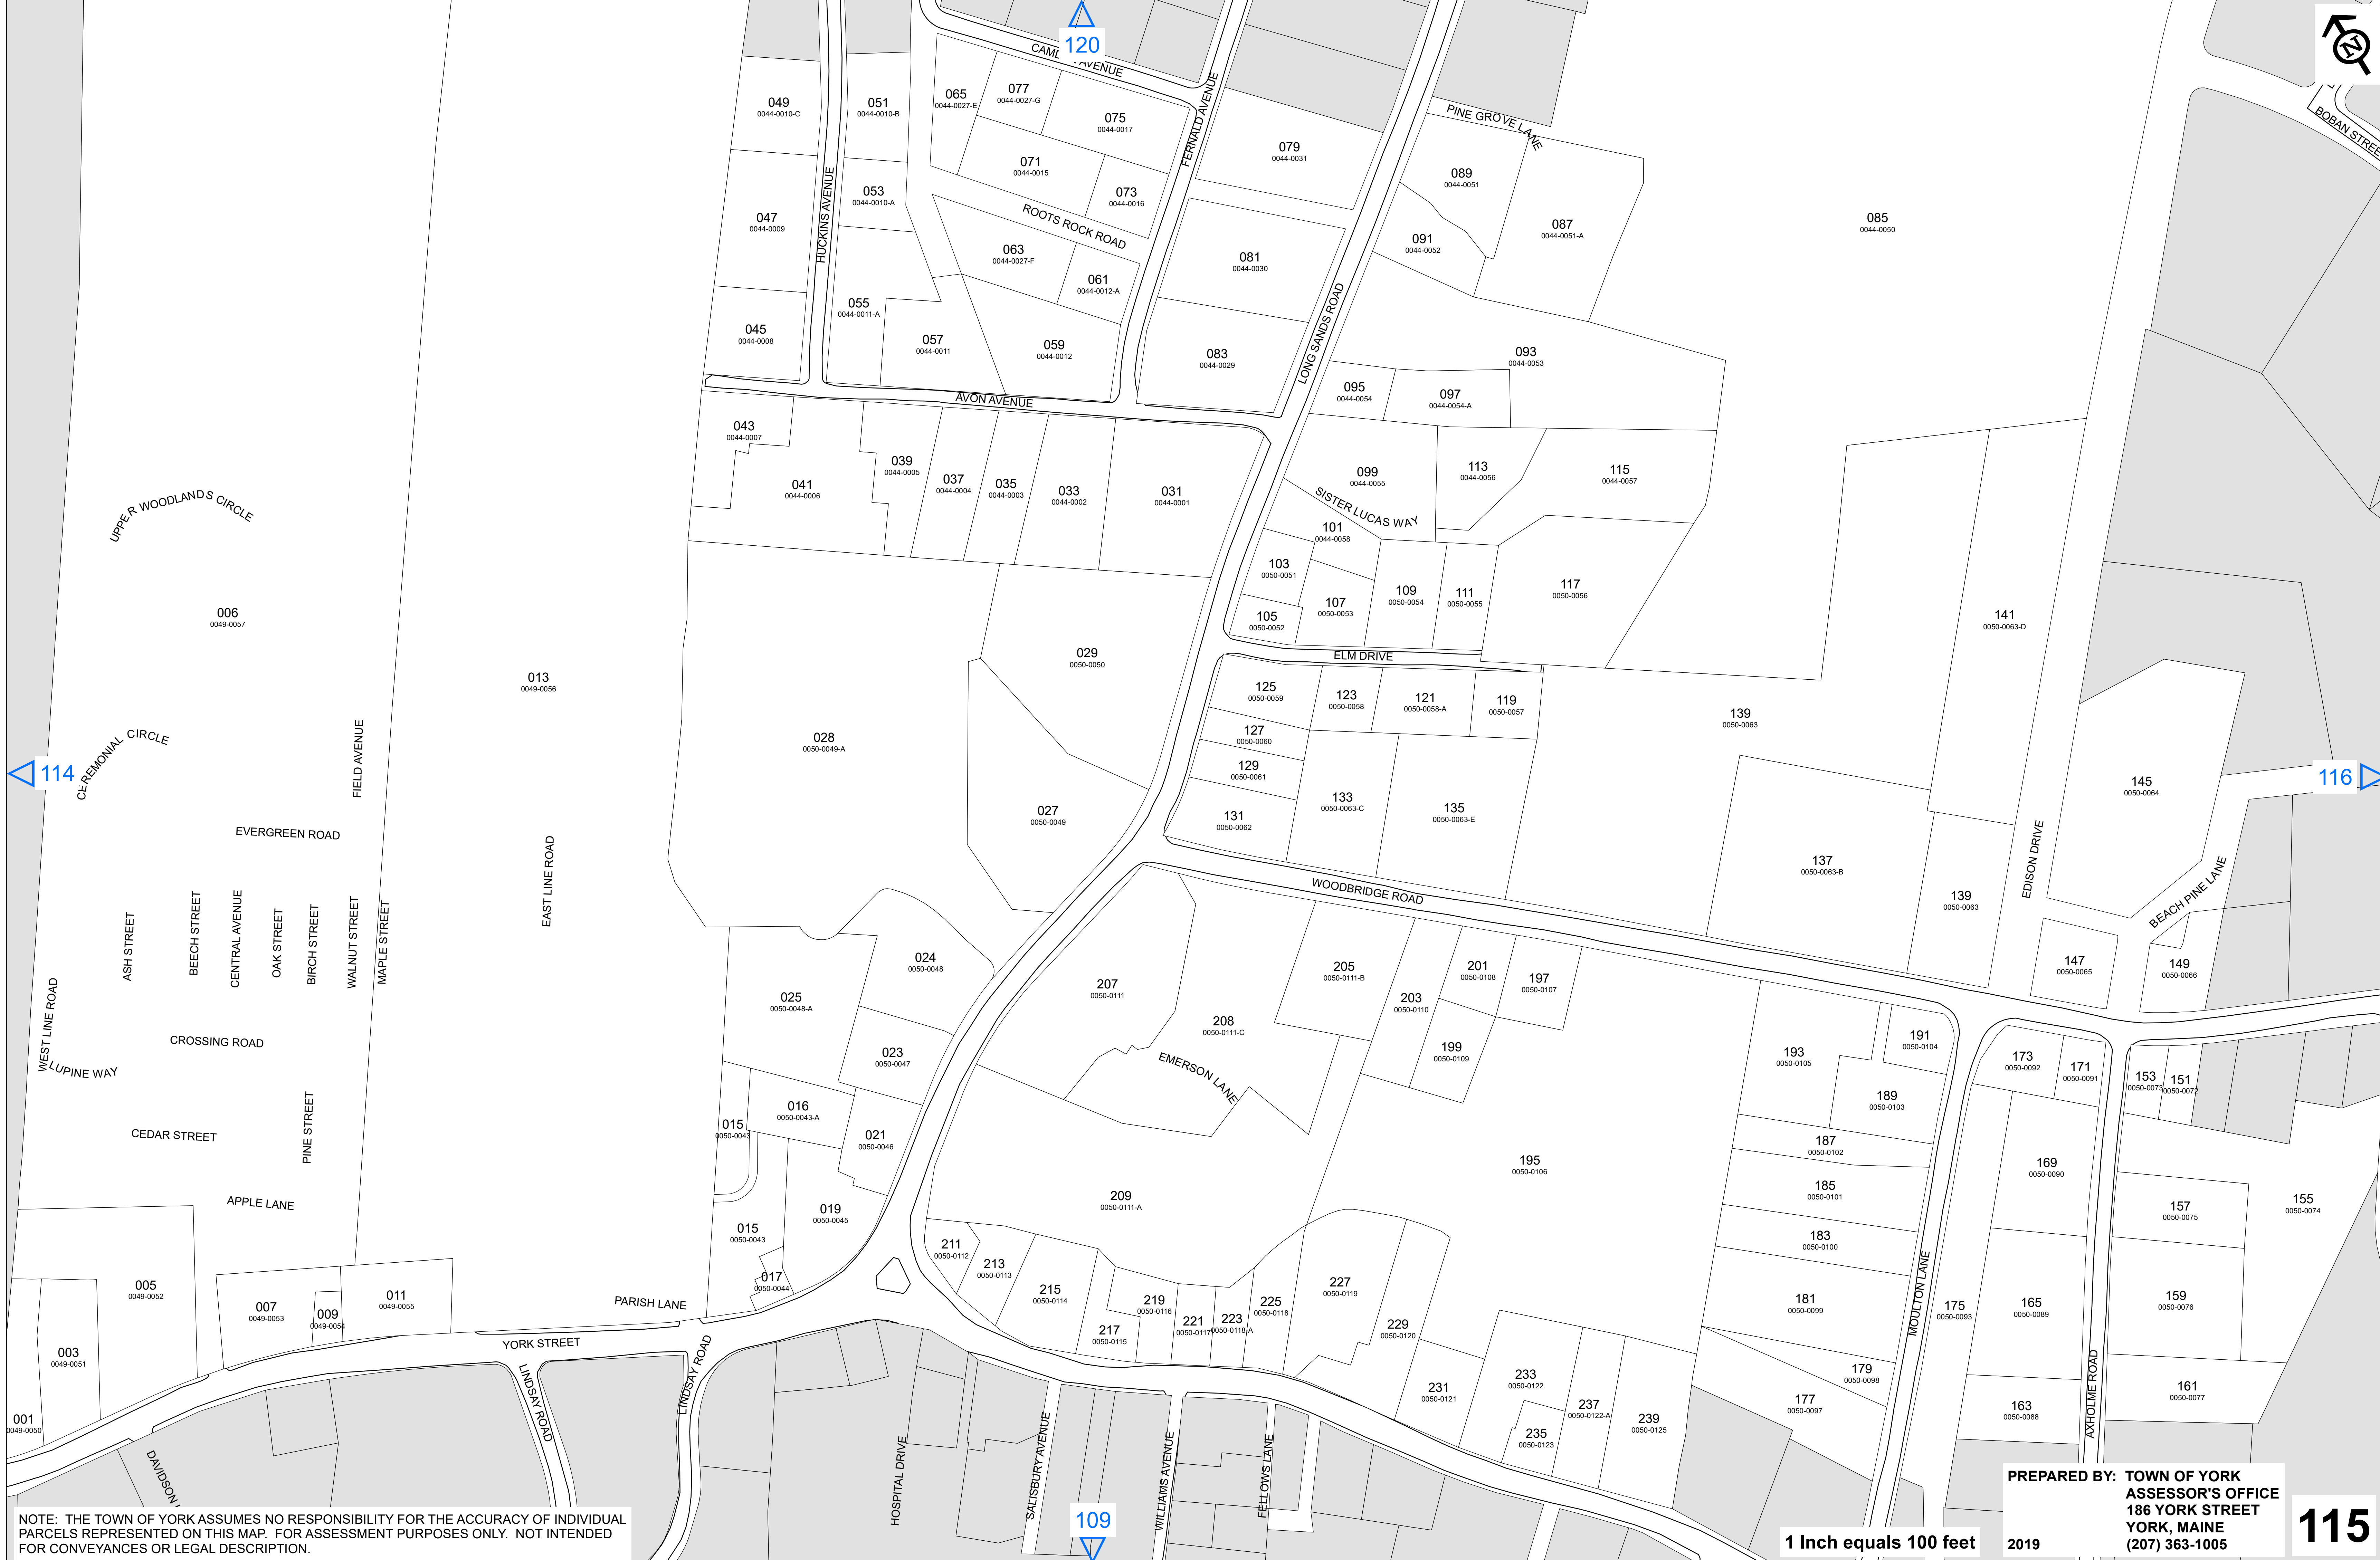 120
CAMD
AVENUE
N
049
0044-0010-C
051
0044-0010-B
065
0044-0027-E
077
0044-0027-G
075
0044-0017
FERNALD AVENUE
PINE GROVE LANE
BOBAN STREE
079
0044-0031
071
0044-0015
073
0044-0016
089
0044-0051
053
0044-0010-A
047
0044-0009
HUCKINS AVENUE
ROOTS ROCK ROAD
085
0044-0050
087
0044-0051-A
091
0044-0052
063
0044-0027-F
081
0044-0030
061
0044-0012-A
055
0044-0011-A
045
0044-0008
057
0044-0011
059
0044-0012
083
0044-0029
LONG SANDS ROAD
093
0044-0053
095
0044-0054
097
0044-0054-A
AVON AVENUE
043
0044-0007
041
0044-0006
039
0044-0005
037
0044-0004
035
0044-0003
033
0044-0002
031
0044-0001
099
0044-0055
113
0044-0056
115
0044-0057
SISTER LUCAS WAY
101
0044-0058
103
0050-0051
105
0050-0052
107
0050-0053
109
0050-0054
111
0050-0055
117
0050-0056
UPPER WOODLANDS CIRCLE
006
0049-0057
141
0050-0063-D
ELM DRIVE
029
0050-0050
013
0049-0056
125
0050-0059
123
0050-0058
121
0050-0058-A
119
0050-0057
139
0050-0063
127
0050-0060
129
0050-0061
131
0050-0062
133
0050-0063-C
135
0050-0063-E
028
0050-0049-A
027
0050-0049
CEREMONIAL CIRCLE
FIELD AVENUE
114
116
145
0050-0064
EVERGREEN ROAD
EAST LINE ROAD
137
0050-0063-B
139
0050-0063
EDISON DRIVE
BEACH PINE LANE
WOODBRIDGE ROAD
ASH STREET
BEECH STREET
CENTRAL AVENUE
OAK STREET
BIRCH STREET
WALNUT STREET
MAPLE STREET
024
0050-0048
025
0050-0048-A
023
0050-0047
207
0050-0111
208
0050-0111-C
205
0050-0111-B
203
0050-0110
201
0050-0108
197
0050-0107
199
0050-0109
147
0050-0065
149
0050-0066
WEST LINE ROAD
CROSSING ROAD
LUPINE WAY
EMERSON LANE
193
0050-0105
191
0050-0104
173
0050-0092
171
0050-0091
153
0050-0073
151
0050-0072
189
0050-0103
016
0050-0043-A
015
0050-0043
021
0050-0046
PINE STREET
CEDAR STREET
187
0050-0102
195
0050-0106
169
0050-0090
185
0050-0101
APPLE LANE
209
0050-0111-A
019
0050-0045
015
0050-0043
157
0050-0075
155
0050-0074
183
0050-0100
211
0050-0112
213
0050-0113
215
0050-0114
017
0050-0044
005
0049-0052
007
0049-0053
009
0049-0054
011
0049-0055
PARISH LANE
219
0050-0116
217
0050-0115
221
0050-0117
223
0050-0118-A
225
0050-0118
227
0050-0119
229
0050-0120
181
0050-0099
MOULTON LANE
175
0050-0093
165
0050-0089
159
0050-0076
003
0049-0051
YORK STREET
LINDSAY ROAD
LINDSAY ROAD
231
0050-0121
233
0050-0122
237
0050-0122-A
235
0050-0123
239
0050-0125
179
0050-0098
177
0050-0097
163
0050-0088
AXHOLME ROAD
161
0050-0077
001
0049-0050
DAVIDSON
HOSPITAL DRIVE
SALISBURY AVENUE
WILLIAMS AVENUE
FELLOWS LANE
109
NOTE: THE TOWN OF YORK ASSUMES NO RESPONSIBILITY FOR THE ACCURACY OF INDIVIDUAL
PARCELS REPRESENTED ON THIS MAP. FOR ASSESSMENT PURPOSES ONLY. NOT INTENDED
FOR CONVEYANCES OR LEGAL DESCRIPTION.
1 Inch equals 100 feet
PREPARED BY: TOWN OF YORK
ASSESSOR'S OFFICE
186 YORK STREET
YORK, MAINE
2019 (207) 363-1005
115